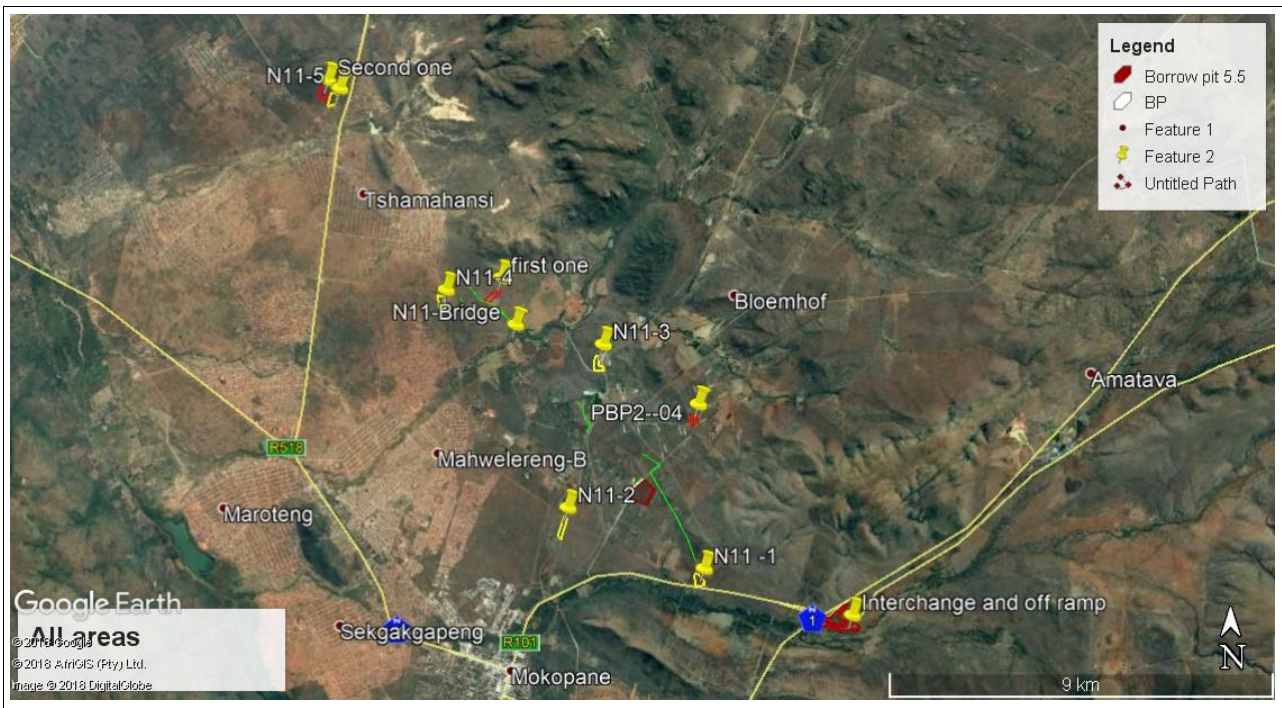 Legend
Borrow pit 5.5
BP
Feature 1
Feature 2
Untitled Path
N11-5
Second one
Tshamahansi
first one
N11-4
N11-Bridge
Bloemhof
N11-3
Amatava
PBP2--04
R518
Mahwelereng-B
N11-2
Maroteng
N11 -1
Interchange and off ramp
1
Google Earth
All areas
Sekgakgapeng
R101
© 2018 Google
© 2018 AfriGIS (Pty) Ltd.
Image © 2018 DigitalGlobe
Mokopane
N
9 km